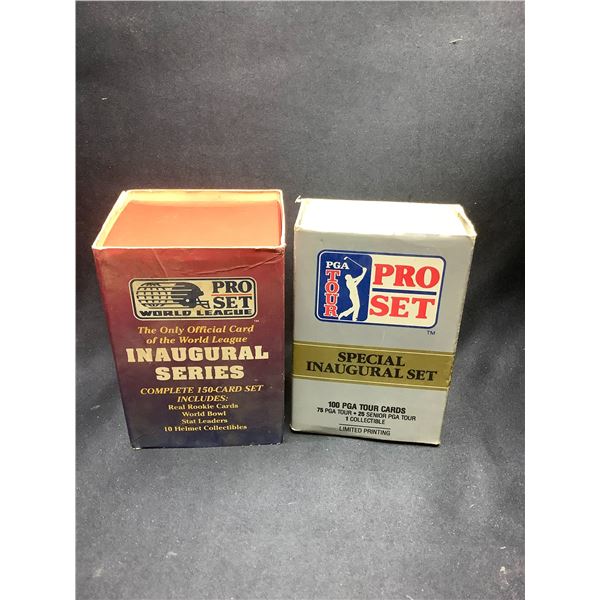 PRO
SET
WORLD LEAGUE
™
The Only Official Card
of the World League
INAUGURAL
SERIES
COMPLETE 150-CARD SET
INCLUDES:
Real Rookie Cards
World Bowl
Stat Leaders
10 Helmet Collectibles
PGA
TOUR
PRO
SET
™
SPECIAL
INAUGURAL SET
100 PGA TOUR CARDS
75 PGA TOUR • 25 SENIOR PGA TOUR
1 COLLECTIBLE
LIMITED PRINTING